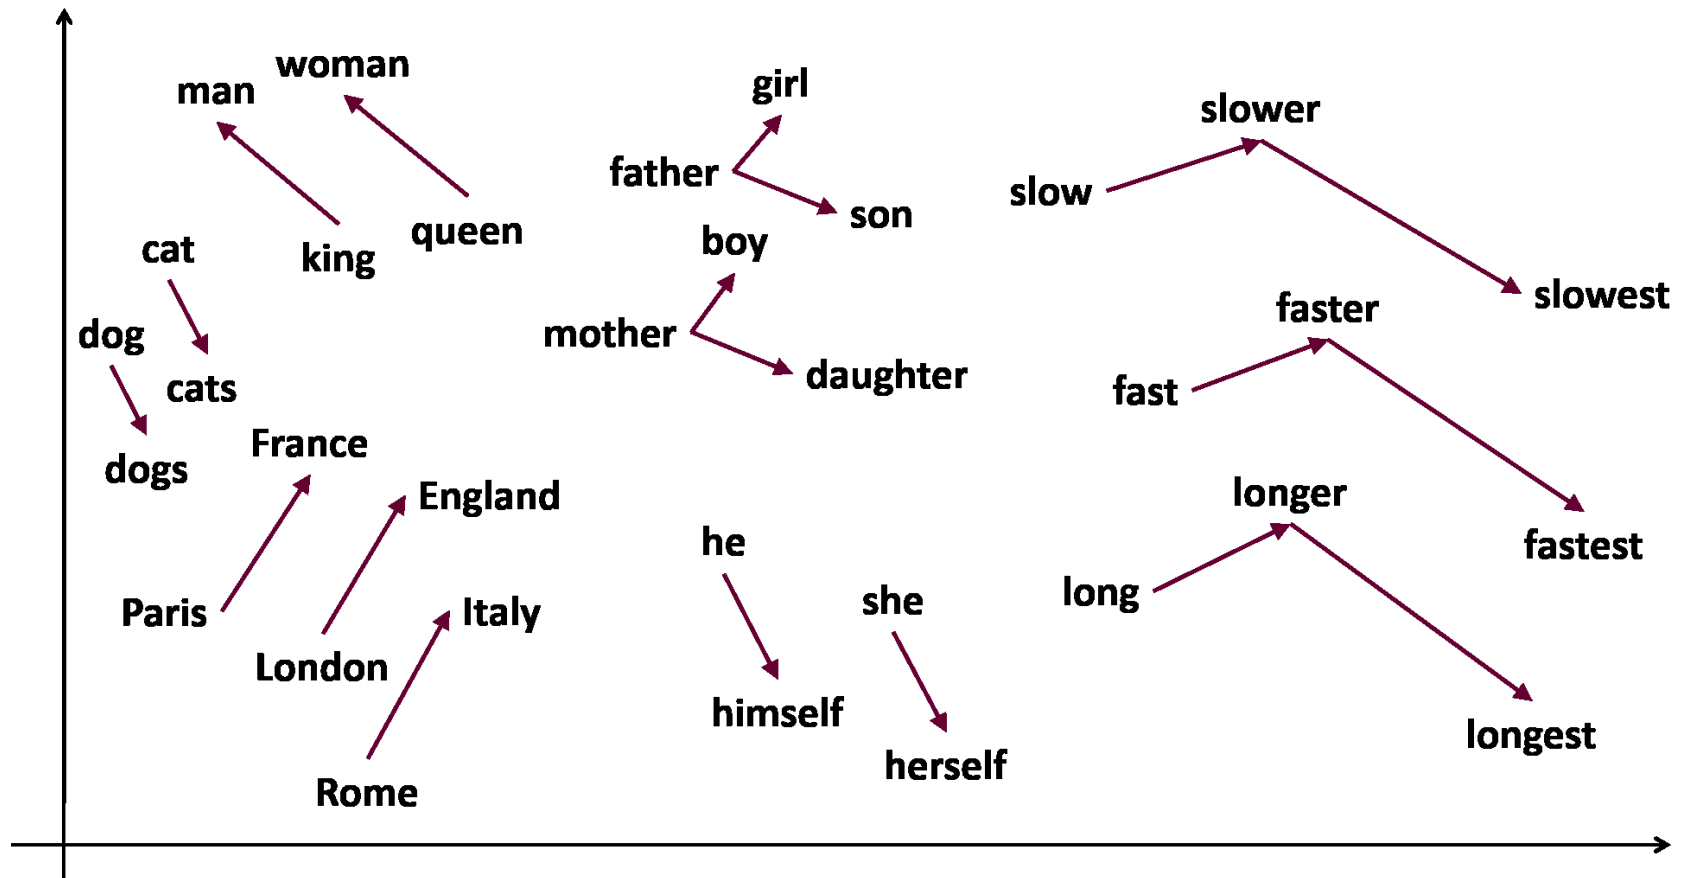 woman
man
girl
slower
father
slow
son
queen
boy
cat
king
slowest
faster
dog
mother
daughter
cats
fast
France
dogs
England
longer
he
fastest
long
she
Paris
Italy
London
himself
longest
herself
Rome